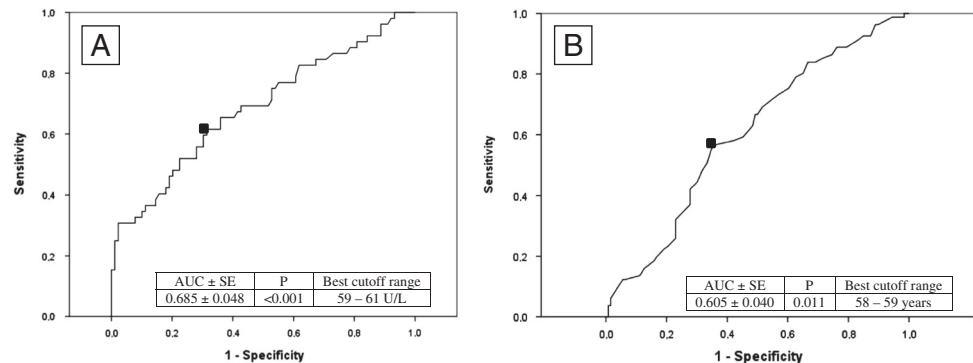 A
1.0
0.8
0.6
0.4
0.2
0.0
Sensitivity
0.0 0.2 0.4 0.6 0.8 1.0
1 - Specificity
AUC ± SE P Best cutoff range
0.685 ± 0.048 <0.001 59 – 61 U/L
B
1.0
0.8
0.6
0.4
0.2
0.0
Sensitivity
0.0 0.2 0.4 0.6 0.8 1.0
1 - Specificity
AUC ± SE P Best cutoff range
0.605 ± 0.040 0.011 58 – 59 years